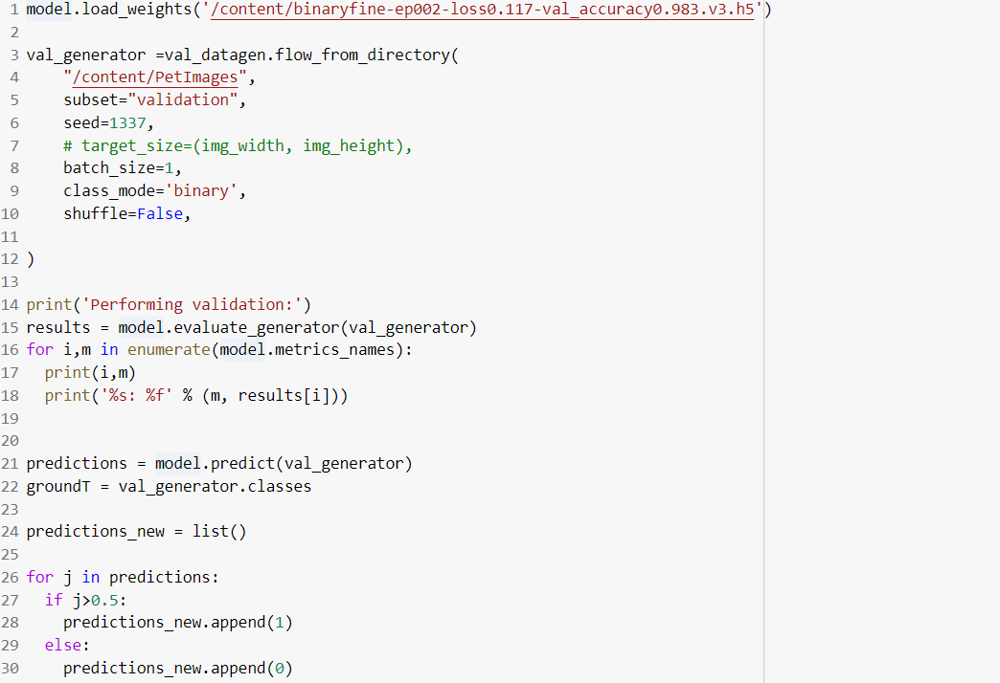 1 model.load_weights('/content/binaryfine-ep002-loss0.117-val_accuracy0.983.v3.h5')
2
3 val_generator =val_datagen.flow_from_directory(
4     "/content/PetImages",
5     subset="validation",
6     seed=1337,
7     # target_size=(img_width, img_height),
8     batch_size=1,
9     class_mode='binary',
10     shuffle=False,
11
12 )
13
14 print('Performing validation:')
15 results = model.evaluate_generator(val_generator)
16 for i,m in enumerate(model.metrics_names):
17   print(i,m)
18   print('%s: %f' % (m, results[i]))
19
20
21 predictions = model.predict(val_generator)
22 groundT = val_generator.classes
23
24 predictions_new = list()
25
26 for j in predictions:
27   if j>0.5:
28     predictions_new.append(1)
29   else:
30     predictions_new.append(0)